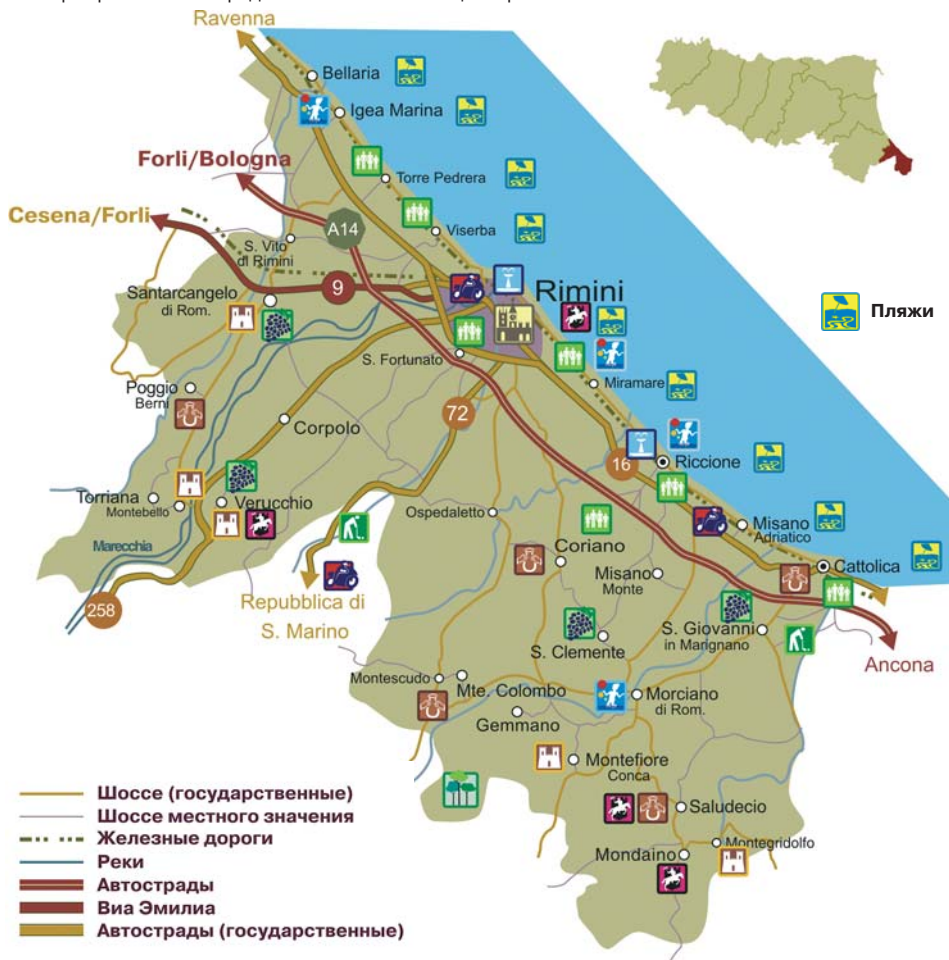 Ravenna
Bellaria
Igea Marina
Forli/Bologna
Torre Pedrera
Cesena/Forli
A14
Viserba
S. Vito
di Rimini
9
Rimini
Santarcangelo
di Rom.
Пляжи
S. Fortunato
Miramare
Poggio
Berni
72
Corpolo
16
Riccione
Torriana
Montebello
Verucchio
Ospedaletto
Misano
Adriatico
Marecchia
Coriano
Cattolica
Misano
Monte
258
Repubblica di
S. Marino
S. Giovanni
in Marignano
S. Clemente
Ancona
Montescudo
Mte. Colombo
Morciano
di Rom.
Gemmano
Montefiore
Conca
Шоссе (государственные)
Saludecio
Шоссе местного значения
Железные дороги
Montegridolfo
Mondaino
Реки
Автострады
Виа Эмилиа
Автострады (государственные)